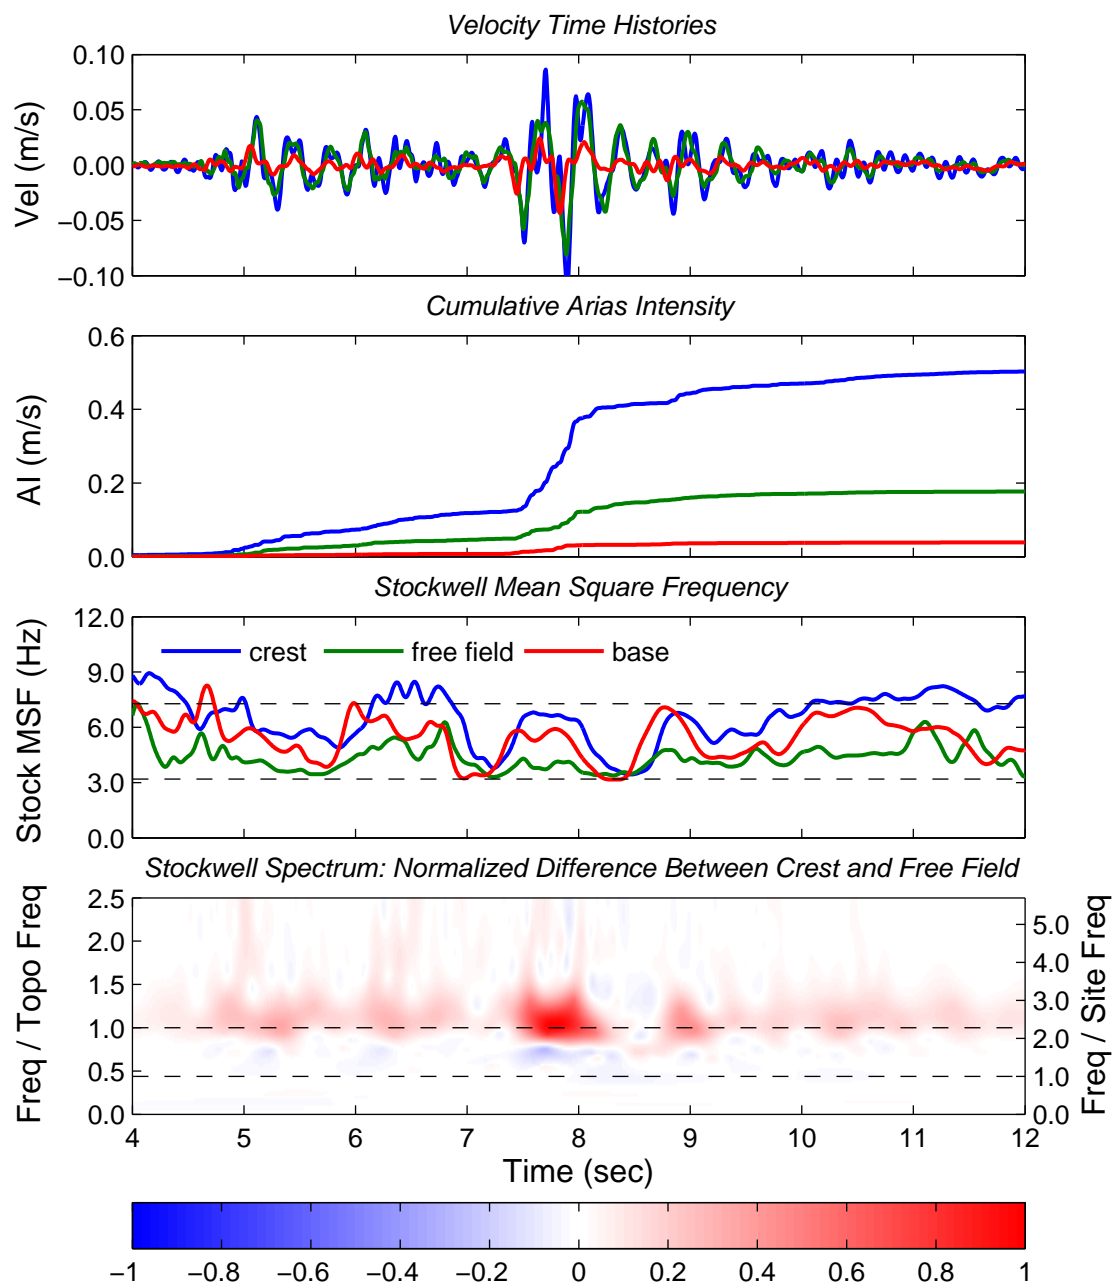 Velocity Time Histories
0.10
0.05
0.00
−0.05
−0.10
Vel (m/s)
Cumulative Arias Intensity
0.6
0.4
0.2
0.0
AI (m/s)
Stockwell Mean Square Frequency
12.0
9.0
6.0
3.0
0.0
Stock MSF (Hz)
crest free field base
Stockwell Spectrum: Normalized Difference Between Crest and Free Field
2.5
2.0
1.5
1.0
0.5
0.0
Freq / Topo Freq
5.0
4.0
3.0
2.0
1.0
0.0
Freq / Site Freq
4 5 6 7 8 9 10 11 12
Time (sec)
−1 −0.8 −0.6 −0.4 −0.2 0 0.2 0.4 0.6 0.8 1